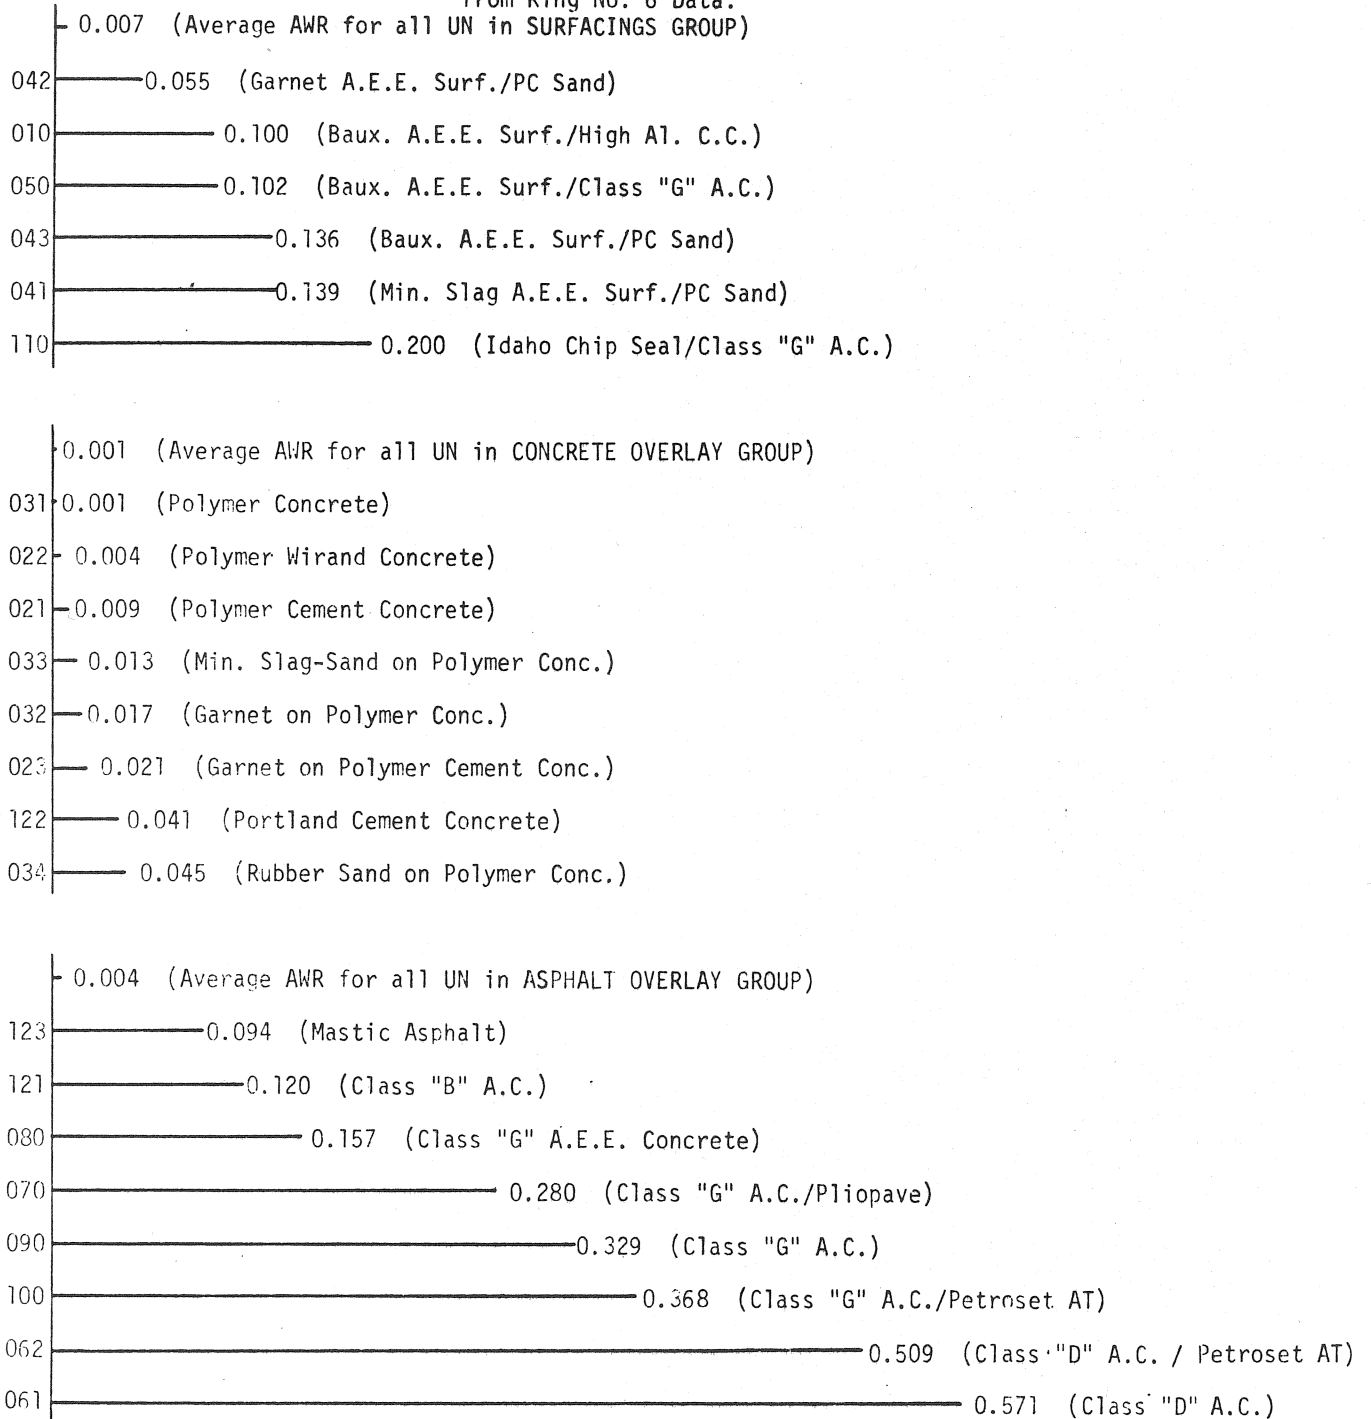 from Ring No. 6 Data.
0.007 (Average AWR for all UN in SURFACINGS GROUP)
042 0.055 (Garnet A.E.E. Surf./PC Sand)
010 0.100 (Baux. A.E.E. Surf./High Al. C.C.)
050 0.102 (Baux. A.E.E. Surf./Class "G" A.C.)
043 0.136 (Baux. A.E.E. Surf./PC Sand)
041 0.139 (Min. Slag A.E.E. Surf./PC Sand)
110 0.200 (Idaho Chip Seal/Class "G" A.C.)
0.001 (Average AWR for all UN in CONCRETE OVERLAY GROUP)
031 0.001 (Polymer Concrete)
022 0.004 (Polymer Wirand Concrete)
021 0.009 (Polymer Cement Concrete)
033 0.013 (Min. Slag-Sand on Polymer Conc.)
032 0.017 (Garnet on Polymer Conc.)
023 0.021 (Garnet on Polymer Cement Conc.)
122 0.041 (Portland Cement Concrete)
034 0.045 (Rubber Sand on Polymer Conc.)
0.004 (Average AWR for all UN in ASPHALT OVERLAY GROUP)
123 0.094 (Mastic Asphalt)
121 0.120 (Class "B" A.C.)
080 0.157 (Class "G" A.E.E. Concrete)
070 0.280 (Class "G" A.C./Pliopave)
090 0.329 (Class "G" A.C.)
100 0.368 (Class "G" A.C./Petroset AT)
062 0.509 (Class "D" A.C. / Petroset AT)
061 0.571 (Class "D" A.C.)